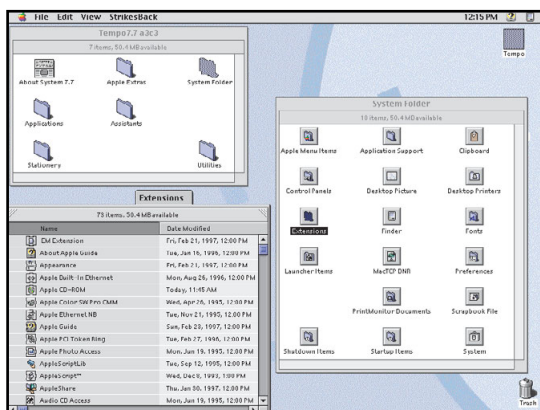 File Edit View StrikesBack 12:15 PM
Tempo7.7 a3c3
7 items, 50.4 MB available
About System 7.7 Apple Extras System Folder
Applications Assistants
Stationery Utilities
Tempo
System Folder
18 items, 50.4 MB available
Apple Menu Items Application Support Clipboard
Control Panels Desktop Picture Desktop Printers
Extensions Finder Fonts
Launcher Items MacTCP DNR Preferences
PrintMonitor Documents Scrapbook File
Shutdown Items Startup Items System
Extensions
73 items, 50.4 MB available
Name Date Modified
EM Extension Fri, Feb 21, 1997, 12:00 PM
About Apple Guide Tue, Jan 16, 1996, 12:00 PM
Appearance Fri, Feb 21, 1997, 12:00 PM
Apple Built-In Ethernet Mon, Aug 26, 1996, 12:00 PM
Apple CD-ROM Today, 11:45 AM
Apple Color SW Pro CMM Wed, Apr 26, 1995, 12:00 PM
Apple Ethernet NB Tue, Nov 21, 1995, 12:00 PM
Apple Guide Sun, Feb 23, 1997, 12:00 PM
Apple PCI Token Ring Tue, Feb 27, 1996, 12:00 PM
Apple Photo Access Mon, Jun 19, 1995, 12:00 PM
AppleScriptLib Tue, Sep 12, 1995, 12:00 PM
AppleScript™ Wed, Dec 8, 1993, 1:00 PM
AppleShare Thu, Jan 30, 1997, 12:00 PM
Audio CD Access Mon, Jun 19, 1995, 12:00 PM
Trash